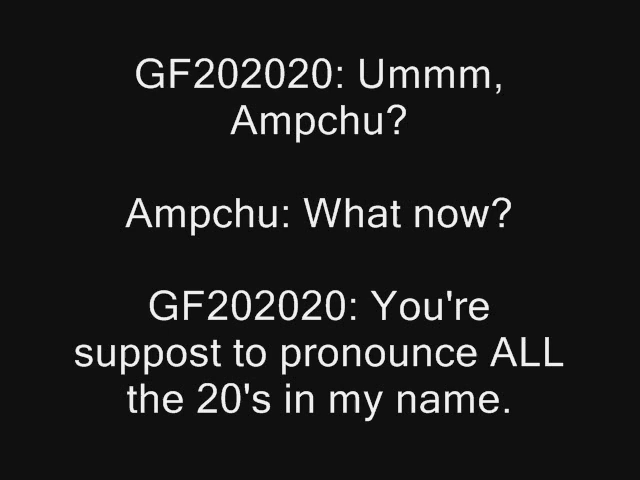 GF202020: Ummm,
Ampchu?
Ampchu: What now?
GF202020: You're
suppost to pronounce ALL
the 20's in my name.